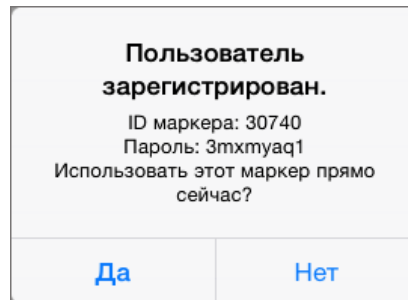 Пользователь
зарегистрирован.
ID маркера: 30740
Пароль: 3mxmyaq1
Использовать этот маркер прямо
сейчас?
Да
Нет